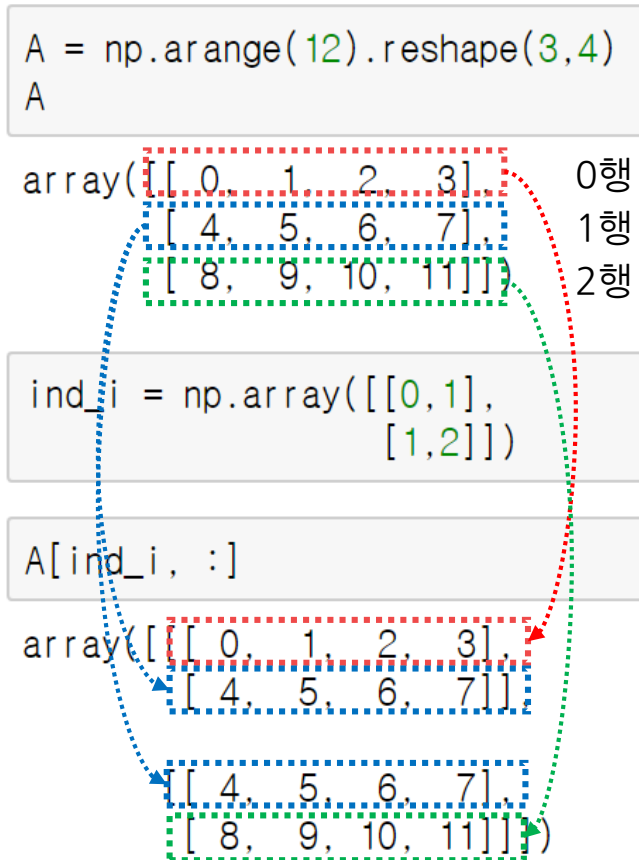 A = np.arange(12).reshape(3,4)
A
array([[ 0, 1, 2, 3], 0행
[ 4, 5, 6, 7], 1행
[ 8, 9, 10, 11]]) 2행
ind_i = np.array([[0,1],
[1,2]])
A[ind_i, :]
array([[[ 0, 1, 2, 3],
[ 4, 5, 6, 7]],
[[ 4, 5, 6, 7],
[ 8, 9, 10, 11]]])